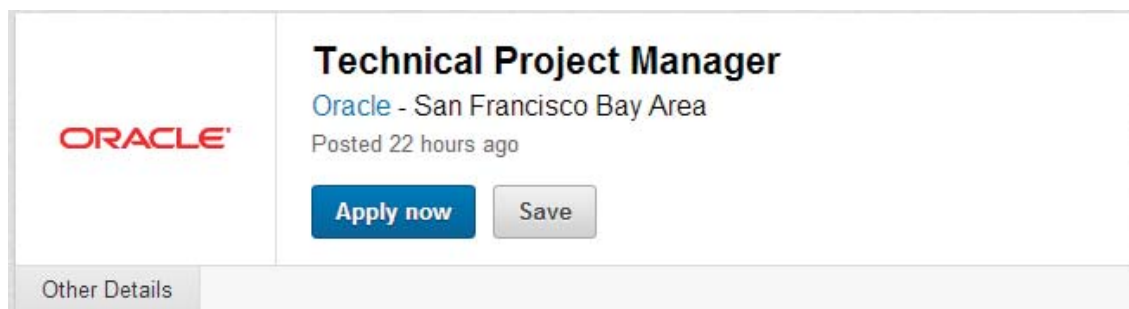 ORACLE
Technical Project Manager
Oracle - San Francisco Bay Area
Posted 22 hours ago
Apply now
Save
Other Details